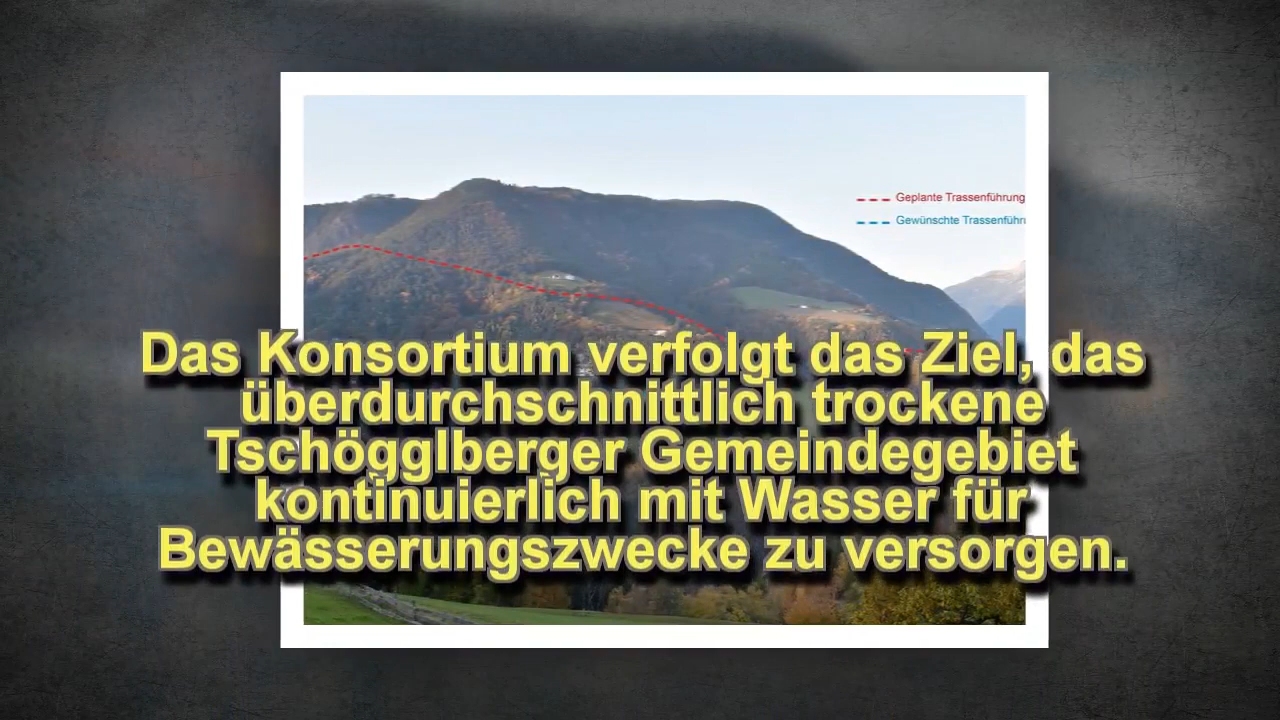 Geplante Trassenführung
Gewünschte Trassenführ
Das Konsortium verfolgt das Ziel, das
überdurchschnittlich trockene
Tschögglberger Gemeindegebiet
kontinuierlich mit Wasser für
Bewässerungszwecke zu versorgen.